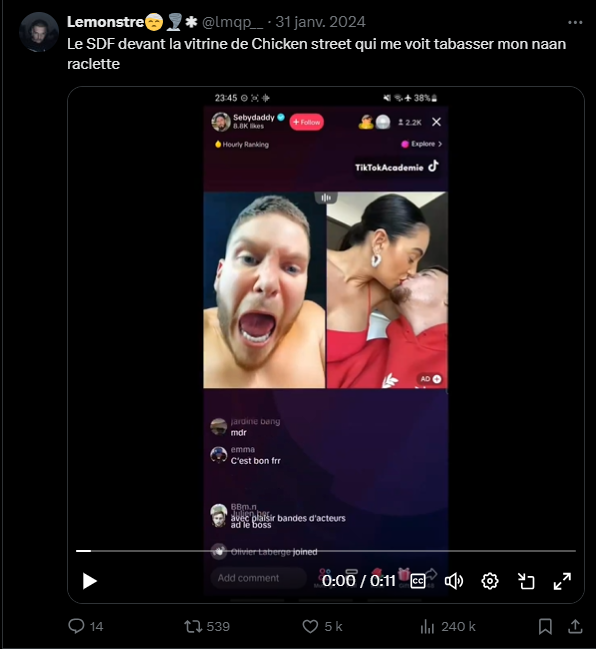 Lemonstre @lmqp__ · 31 janv. 2024
Le SDF devant la vitrine de Chicken street qui me voit tabasser mon naan
raclette
23:45 38%
Sebydaddy
8.8K likes
+ Follow
2.2K
Hourly Ranking
Explore >
TikTokAcademie
AD
jardine bang
mdr
emma
C'est bon frr
BBm.n
avec plaisir bandes d'acteurs
ad le boss
Olivier Laberge joined
Add comment
0:00 / 0:11
CC
14
539
5 k
240 k